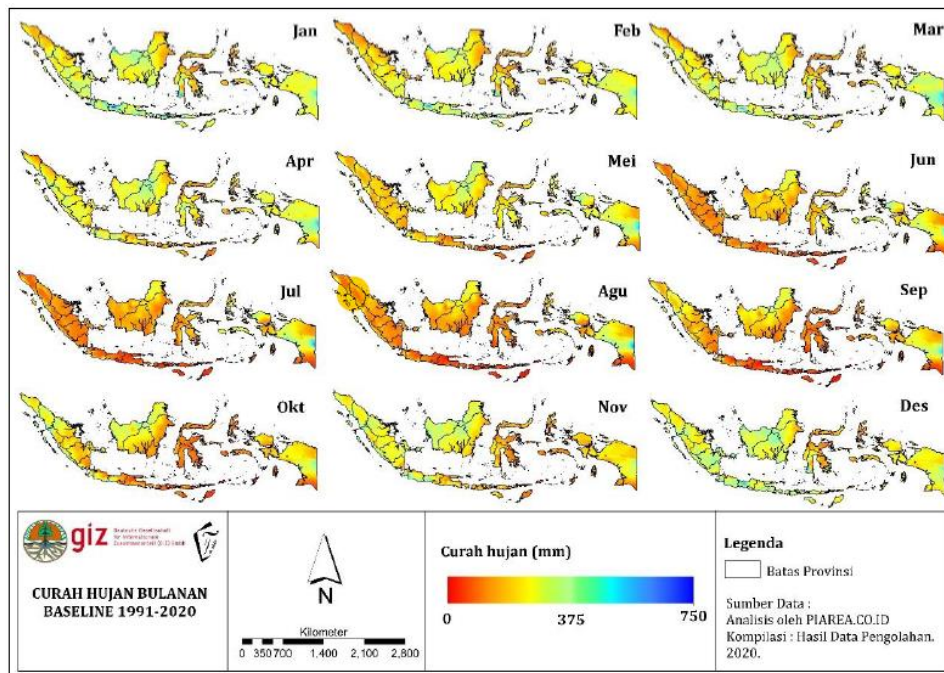 Jan
Feb
Mar
Apr
Mei
Jun
Jul
Agu
Sep
Okt
Nov
Des
giz
CURAH HUJAN BULANAN
BASELINE 1991-2020
N
Kilometer
0 350 700 1,400 2,100 2,800
Curah hujan (mm)
0 375 750
Legenda
Batas Provinsi
Sumber Data :
Analisis oleh PIAREA.CO.ID
Kompilasi : Hasil Data Pengolahan.
2020.